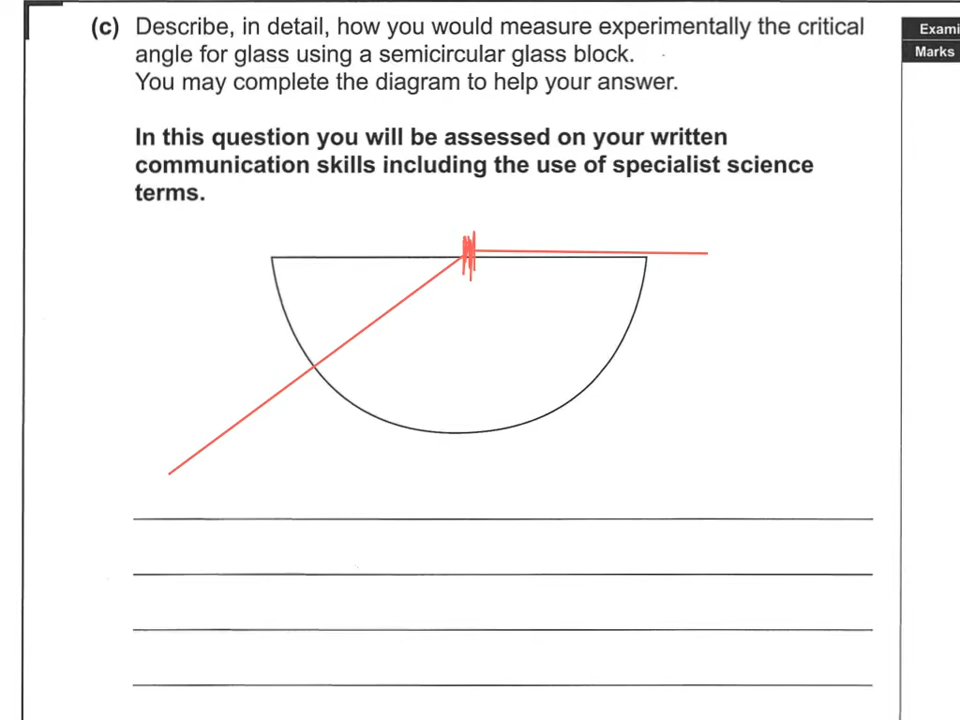 (c) Describe, in detail, how you would measure experimentally the critical
angle for glass using a semicircular glass block.
You may complete the diagram to help your answer.
In this question you will be assessed on your written
communication skills including the use of specialist science
terms.
Exami
Marks